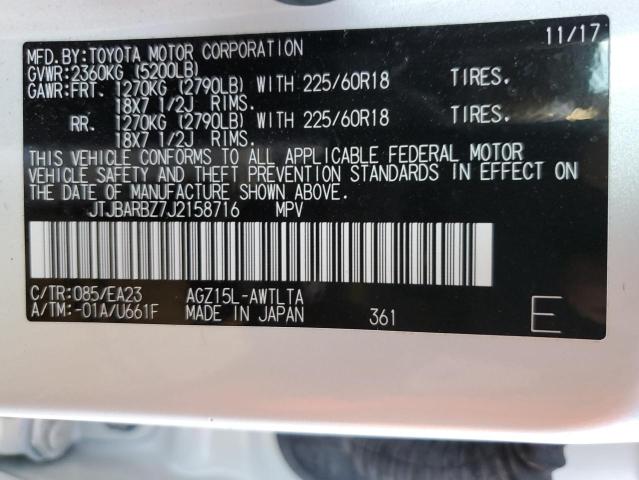 MFD.BY:TOYOTA MOTOR CORPORATION 11/17
GVWR:2360KG (5200LB)
GAWR:FRT. 1270KG (2790LB) WITH 225/60R18 TIRES.
18X7 1/2J RIMS.
RR. 1270KG (2790LB) WITH 225/60R18 TIRES.
18X7 1/2J RIMS.
THIS VEHICLE CONFORMS TO ALL APPLICABLE FEDERAL MOTOR
VEHICLE SAFETY AND THEFT PREVENTION STANDARDS IN EFFECT ON
THE DATE OF MANUFACTURE SHOWN ABOVE.
JTJBARBZ7J2158716 MPV
C/TR:085/EA23 AGZ15L-AWTLTA
A/TM:-01A/U661F MADE IN JAPAN 361 E